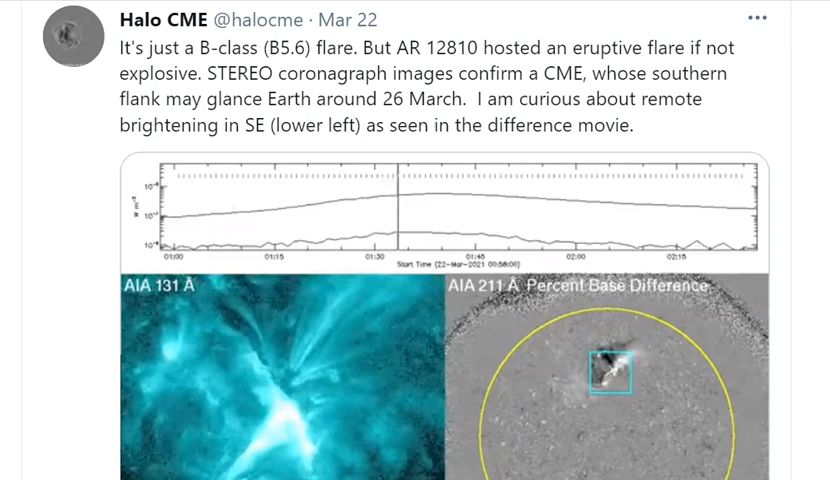 Halo CME @halocme · Mar 22
It's just a B-class (B5.6) flare. But AR 12810 hosted an eruptive flare if not
explosive. STEREO coronagraph images confirm a CME, whose southern
flank may glance Earth around 26 March.  I am curious about remote
brightening in SE (lower left) as seen in the difference movie.
01:00 01:15 01:30 01:45 02:00 02:15
Start Time (22-Mar-2021 00:58:00)
AIA 131 Å
AIA 211 Å Percent Base Difference